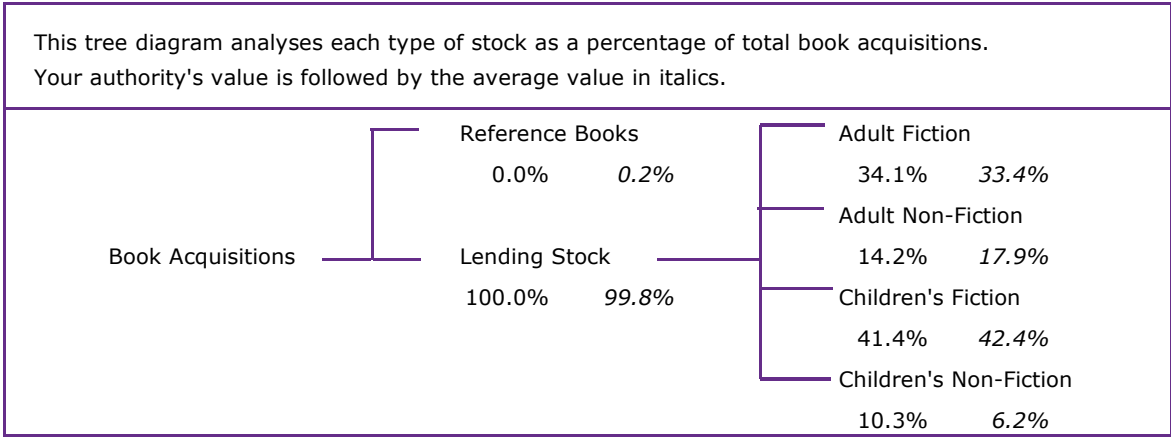 This tree diagram analyses each type of stock as a percentage of total book acquisitions.
Your authority's value is followed by the average value in italics.
Reference Books
0.0% 0.2%
Book Acquisitions
Lending Stock
100.0% 99.8%
Adult Fiction
34.1% 33.4%
Adult Non-Fiction
14.2% 17.9%
Children's Fiction
41.4% 42.4%
Children's Non-Fiction
10.3% 6.2%